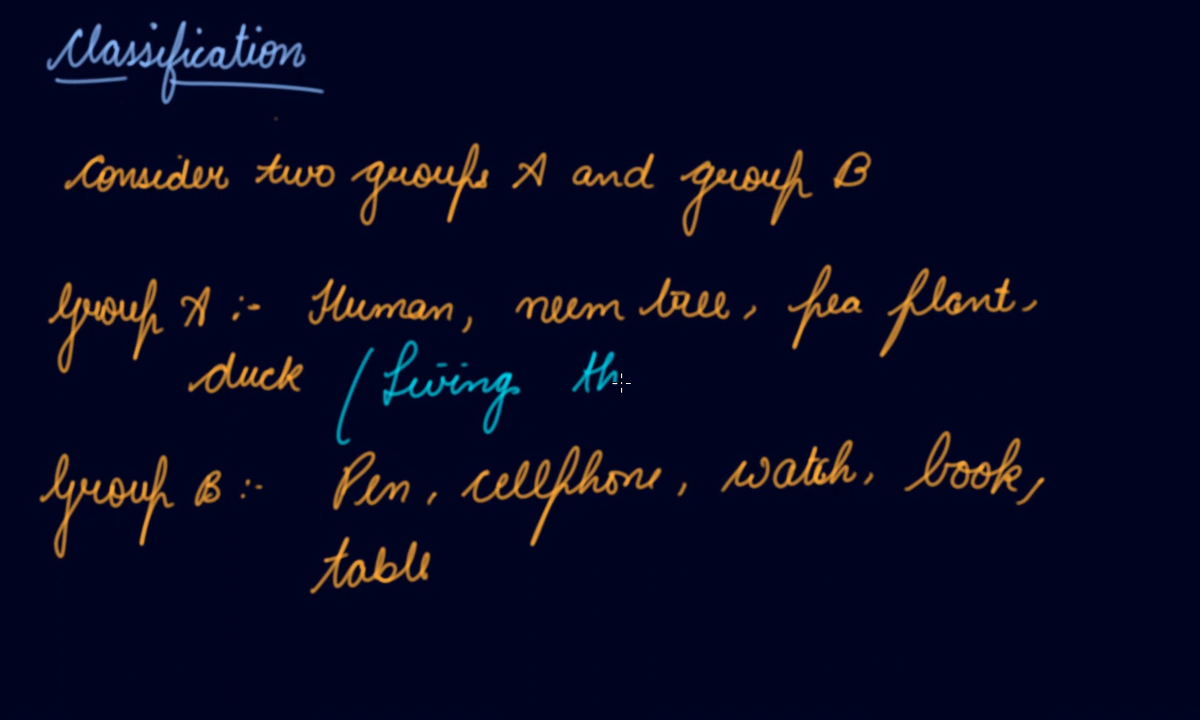 Classification
Consider two groups A and group B
Group A :- Human, neem tree, pea plant,
duck (Living th
Group B :- Pen, cellphone, watch, book,
table